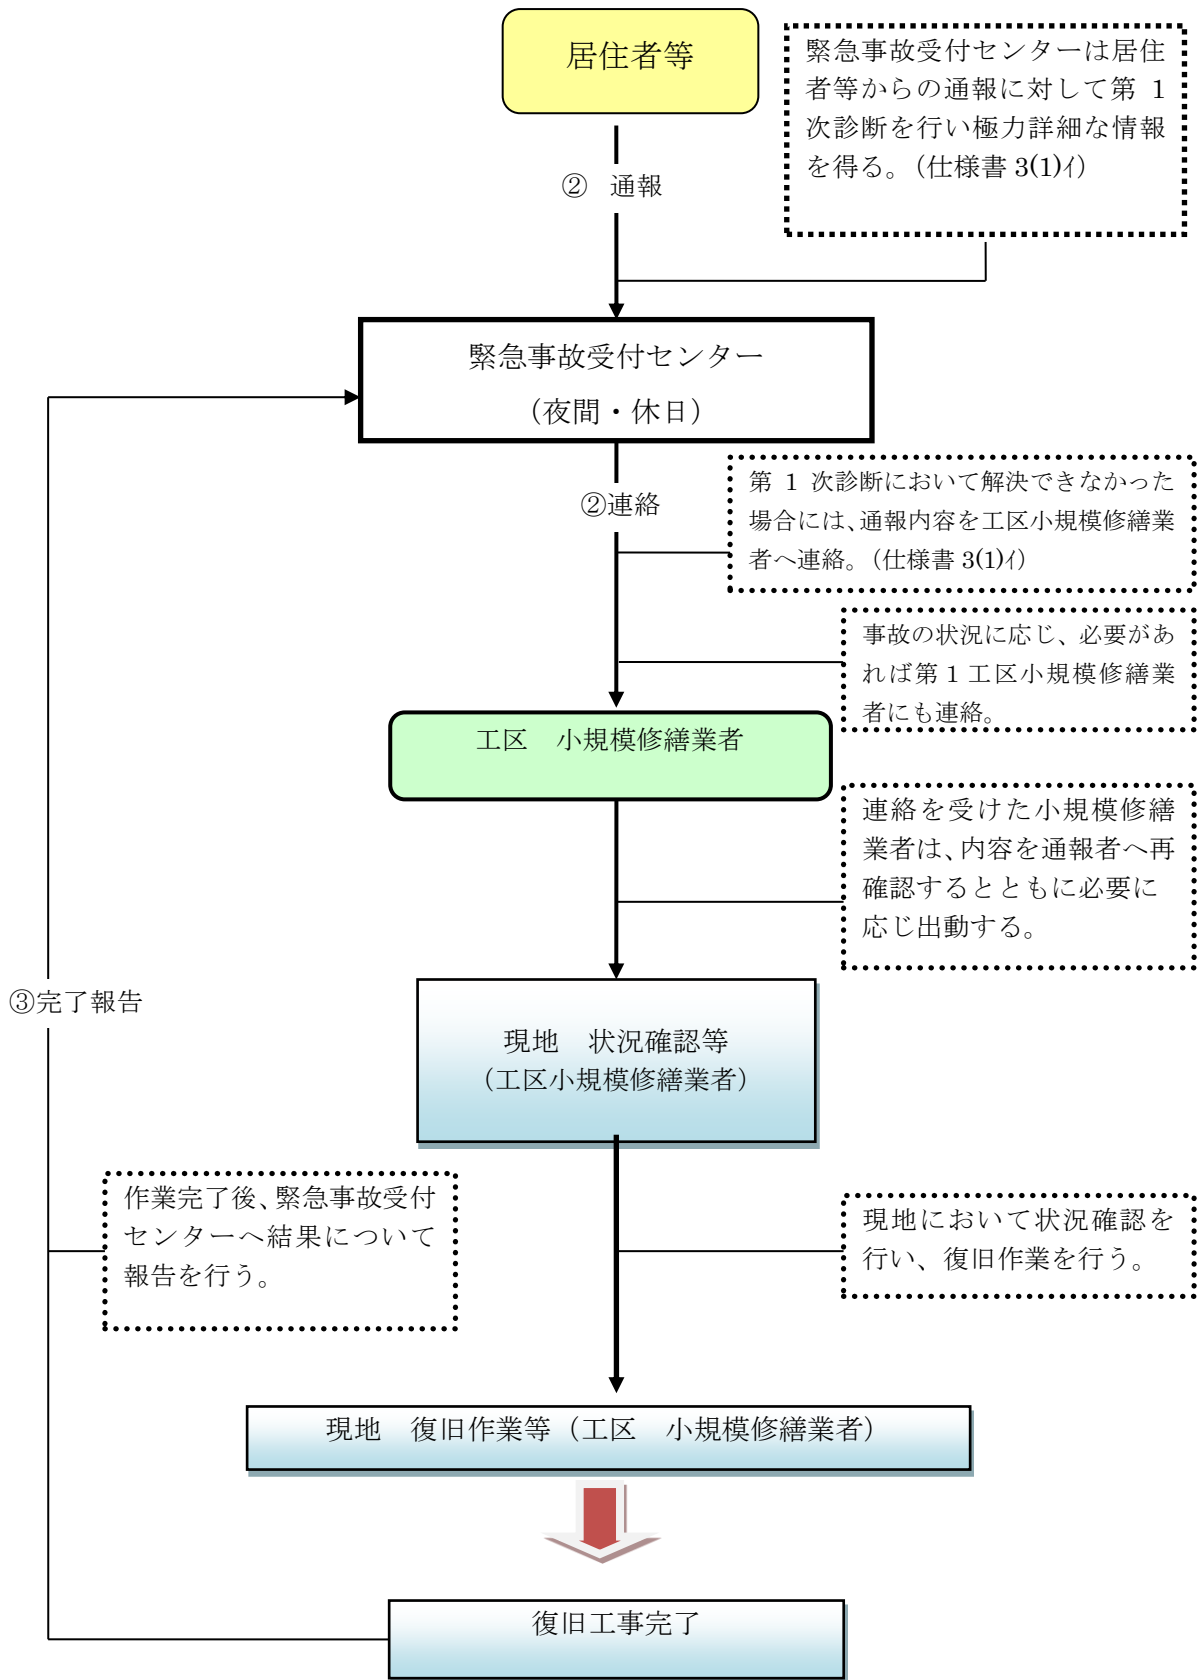 居住者等
緊急事故受付センターは居住
者等からの通報に対して第 1
次診断を行い極力詳細な情報
を得る。（仕様書 3(1)ｲ）
②　通報
緊急事故受付センター
（夜間・休日）
②連絡
第 1 次診断において解決できなかった
場合には、通報内容を工区小規模修繕業
者へ連絡。（仕様書 3(1)ｲ）
事故の状況に応じ、必要があ
れば第１工区小規模修繕業
者にも連絡。
工区　小規模修繕業者
連絡を受けた小規模修繕
業者は、内容を通報者へ再
確認するとともに必要に
応じ出動する。
③完了報告
現地　状況確認等
（工区小規模修繕業者）
作業完了後、緊急事故受付
センターへ結果について
報告を行う。
現地において状況確認を
行い、復旧作業を行う。
現地　復旧作業等（工区　小規模修繕業者）
復旧工事完了